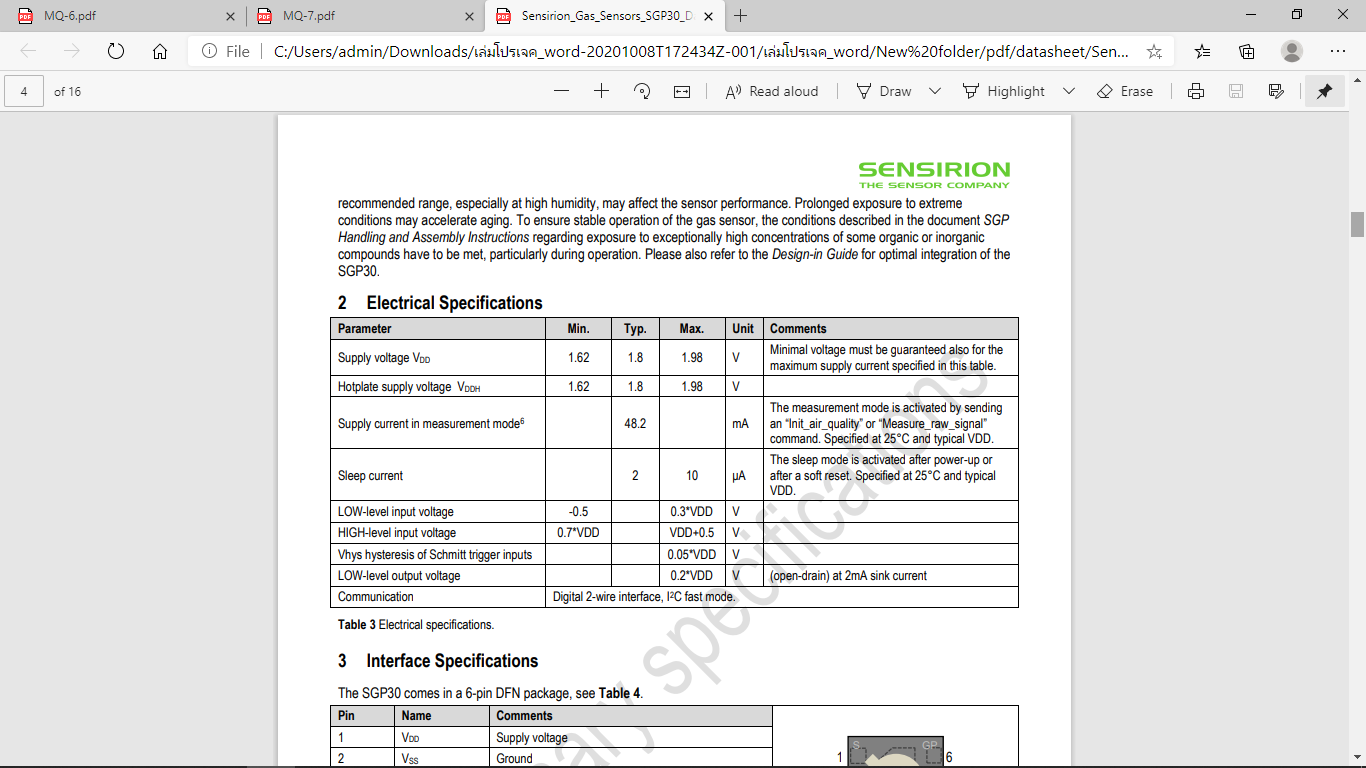 MQ-6.pdf
MQ-7.pdf
Sensirion_Gas_Sensors_SGP30_D
File
C:/Users/admin/Downloads/เล่มโปรเจค_word-20201008T172434Z-001/เล่มโปรเจค_word/New%20folder/pdf/datasheet/Sen...
4 of 16
Read aloud
Draw
Highlight
Erase
SENSIRION
THE SENSOR COMPANY
recommended range, especially at high humidity, may affect the sensor performance. Prolonged exposure to extreme
conditions may accelerate aging. To ensure stable operation of the gas sensor, the conditions described in the document SGP
Handling and Assembly Instructions regarding exposure to exceptionally high concentrations of some organic or inorganic
compounds have to be met, particularly during operation. Please also refer to the Design-in Guide for optimal integration of the
SGP30.
2 Electrical Specifications
Parameter Min. Typ. Max. Unit Comments
Supply voltage VDD 1.62 1.8 1.98 V Minimal voltage must be guaranteed also for the
maximum supply current specified in this table.
Hotplate supply voltage VDDH 1.62 1.8 1.98 V
Supply current in measurement mode⁶ 48.2 mA The measurement mode is activated by sending
an “Init_air_quality” or “Measure_raw_signal”
command. Specified at 25°C and typical VDD.
Sleep current 2 10 µA The sleep mode is activated after power-up or
after a soft reset. Specified at 25°C and typical
VDD.
LOW-level input voltage -0.5 0.3*VDD V
HIGH-level input voltage 0.7*VDD VDD+0.5 V
Vhys hysteresis of Schmitt trigger inputs 0.05*VDD V
LOW-level output voltage 0.2*VDD V (open-drain) at 2mA sink current
Communication Digital 2-wire interface, I²C fast mode.
Table 3 Electrical specifications.
3 Interface Specifications
The SGP30 comes in a 6-pin DFN package, see Table 4.
Pin Name Comments
1 VDD Supply voltage
2 VSS Ground
S GP
1 6
ary specifications